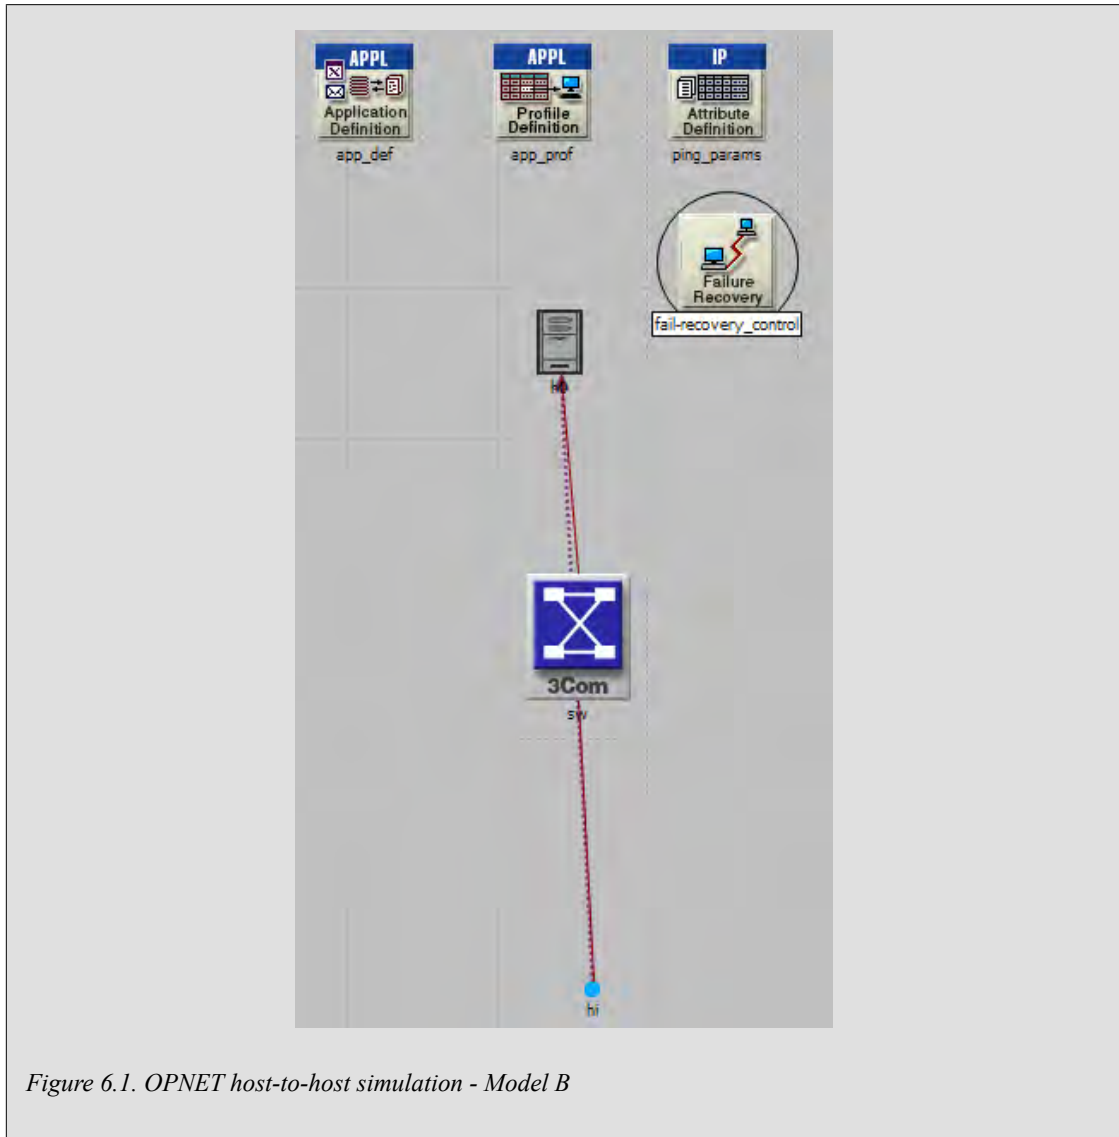 APPL
Application
Definition
app_def
APPL
Profiile
Definition
app_prof
IP
Attribute
Definition
ping_params
Failure
Recovery
fail-recovery_control
3Com
sw
hi
Figure 6.1. OPNET host-to-host simulation - Model B